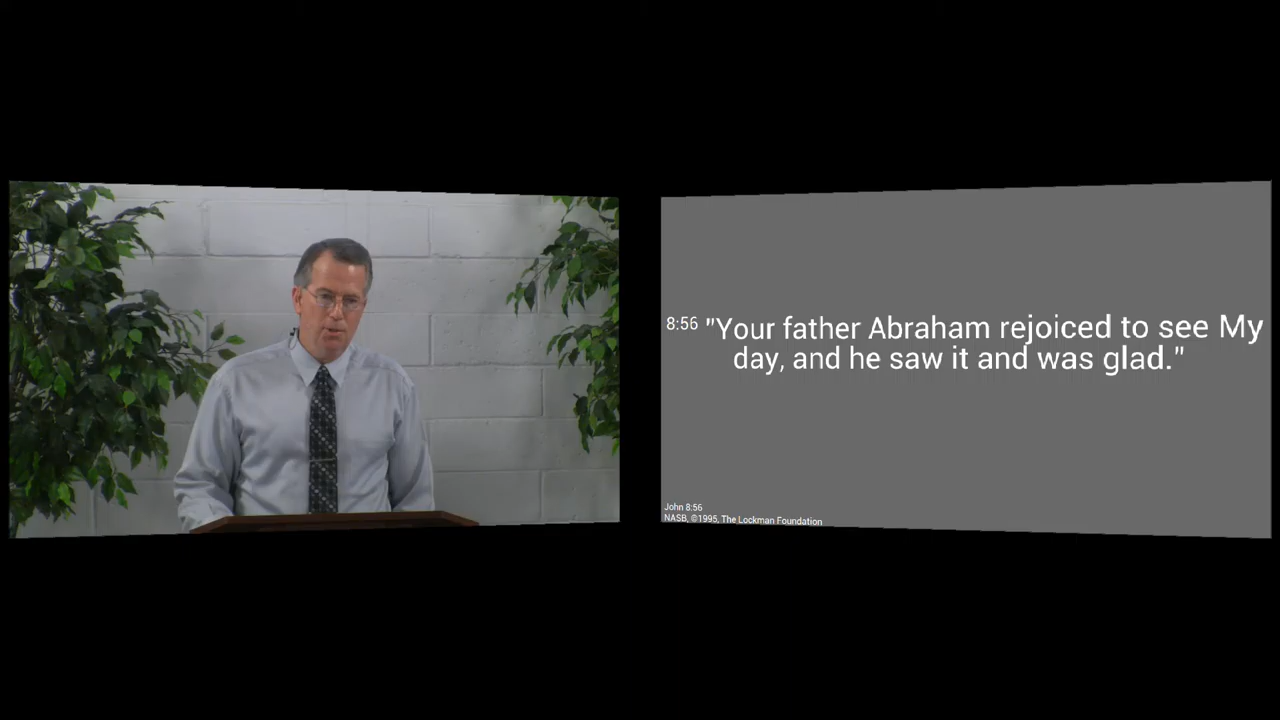 8:56 "Your father Abraham rejoiced to see My
day, and he saw it and was glad."
John 8:56
NASB, ©1995, The Lockman Foundation